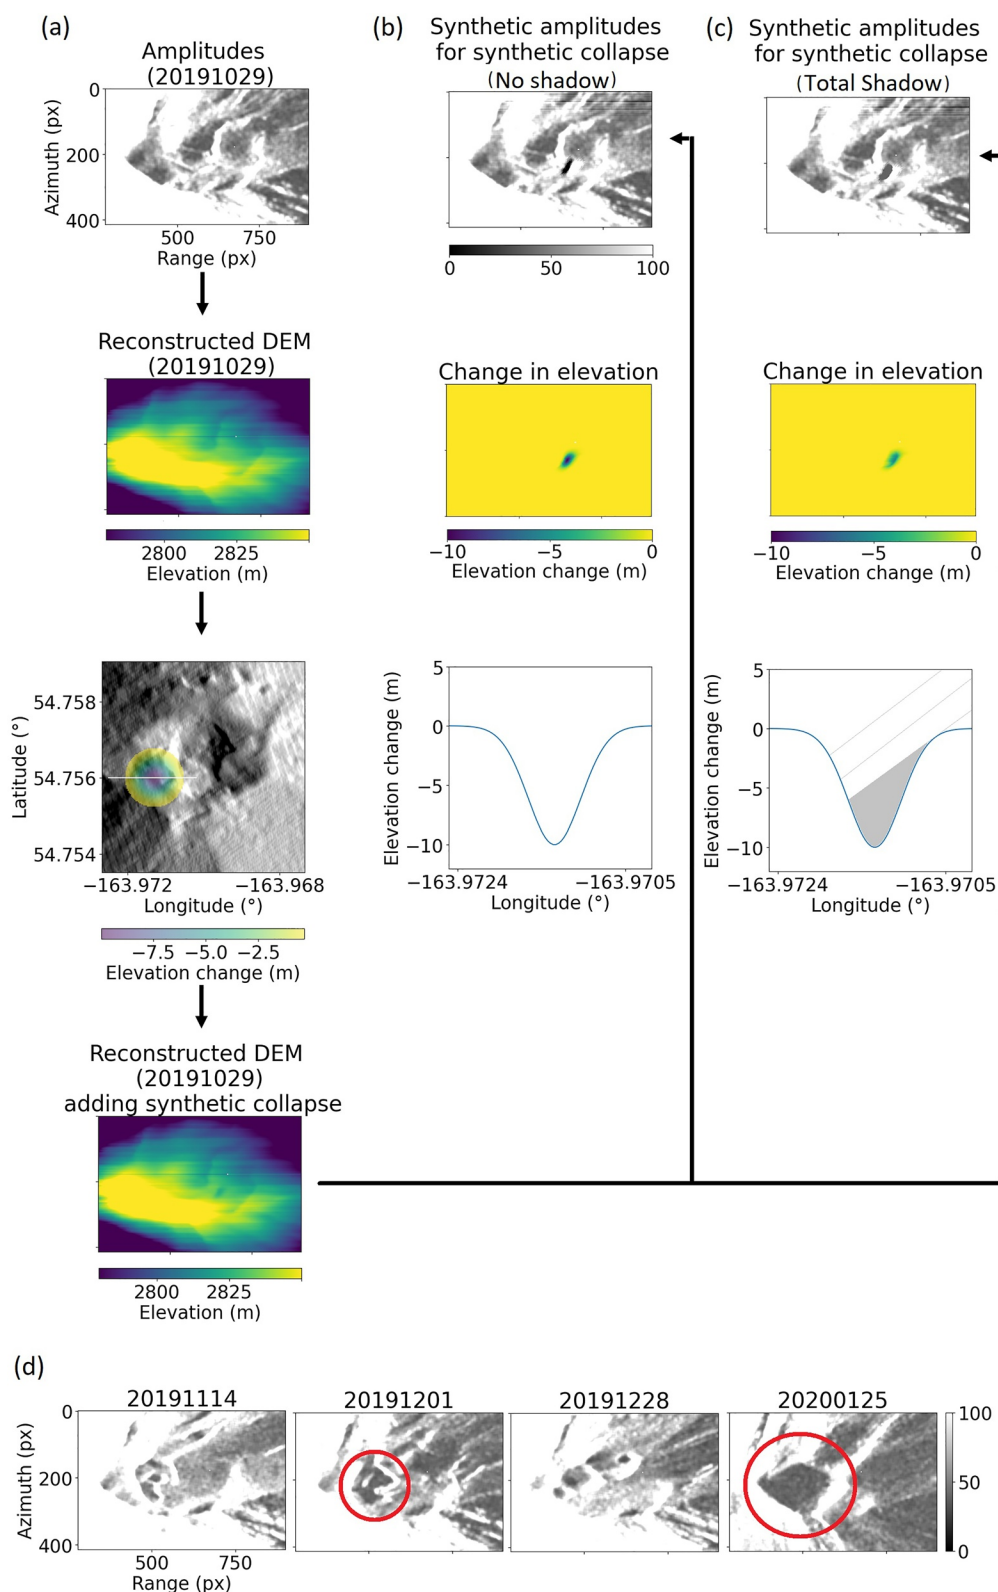 (a)
Amplitudes
(20191029)
0
200
400
Azimuth (px)
500 750
Range (px)
Reconstructed DEM
(20191029)
2800 2825
Elevation (m)
54.758
54.756
54.754
Latitude (°)
−163.972 −163.968
Longitude (°)
−7.5 −5.0 −2.5
Elevation change (m)
Reconstructed DEM
(20191029)
adding synthetic collapse
2800 2825
Elevation (m)
(b)
Synthetic amplitudes
for synthetic collapse
(No shadow)
0 50 100
Change in elevation
−10 −5 0
Elevation change (m)
5
0
−5
−10
Elevation change (m)
−163.9724 −163.9705
Longitude (°)
(c)
Synthetic amplitudes
for synthetic collapse
(Total Shadow)
Change in elevation
−10 −5 0
Elevation change (m)
5
0
−5
−10
Elevation change (m)
−163.9724 −163.9705
Longitude (°)
(d)
20191114
0
200
400
Azimuth (px)
500 750
Range (px)
20191201
20191228
20200125
100
50
0